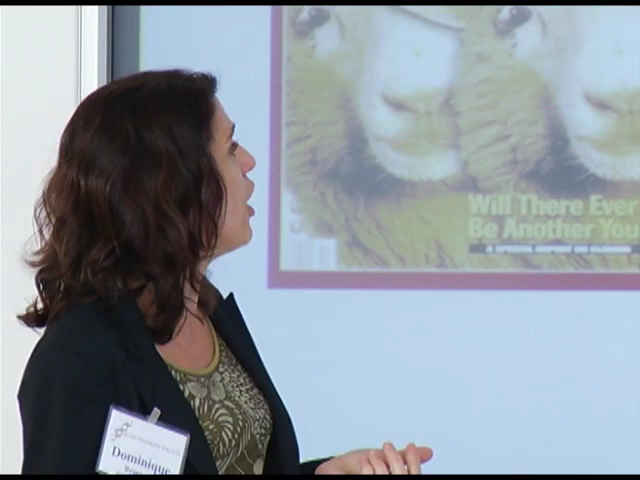 Will There Ever
Be Another You
A SPECIAL REPORT ON CLONING
Dominique